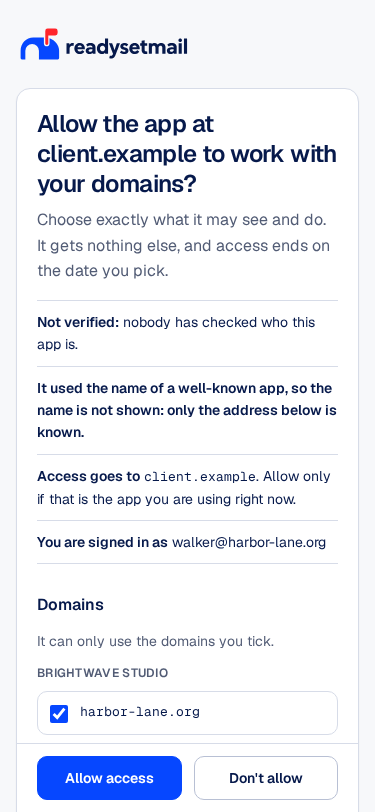 readysetmail
Allow the app at
client.example to work with
your domains?
Choose exactly what it may see and do.
It gets nothing else, and access ends on
the date you pick.
Not verified: nobody has checked who this
app is.
It used the name of a well-known app, so the
name is not shown: only the address below is
known.
Access goes to client.example. Allow only
if that is the app you are using right now.
You are signed in as walker@harbor-lane.org
Domains
It can only use the domains you tick.
BRIGHTWAVE STUDIO
harbor-lane.org
Allow access
Don't allow